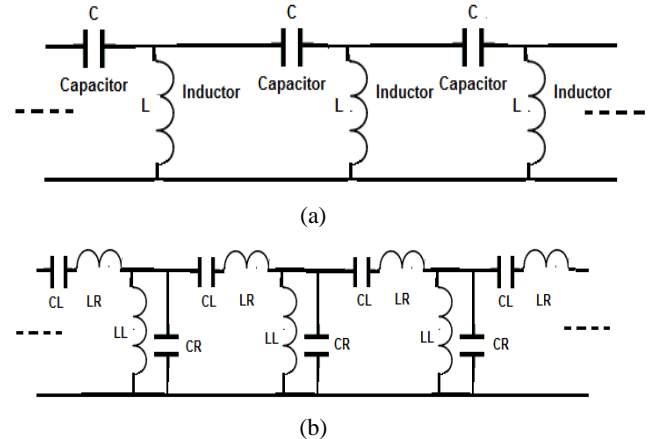 C C C
Capacitor Inductor Capacitor Inductor Capacitor Inductor
L L L
(a)
CL LR CL LR CL LR CL LR
LL CR LL CR LL CR
(b)